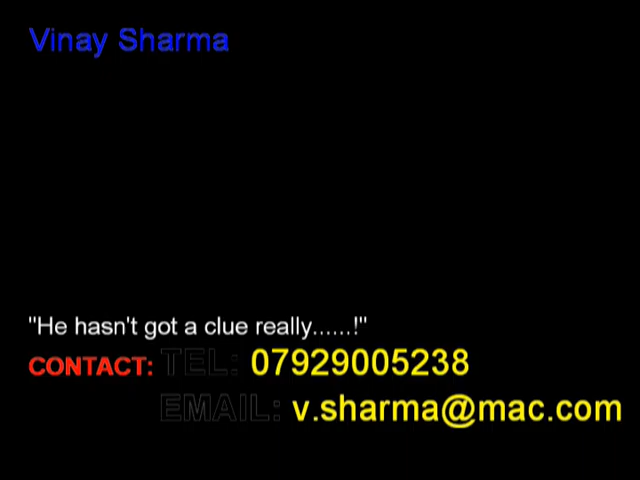 Vinay Sharma
"He hasn't got a clue really......!"
CONTACT: TEL: 07929005238
EMAIL: v.sharma@mac.com